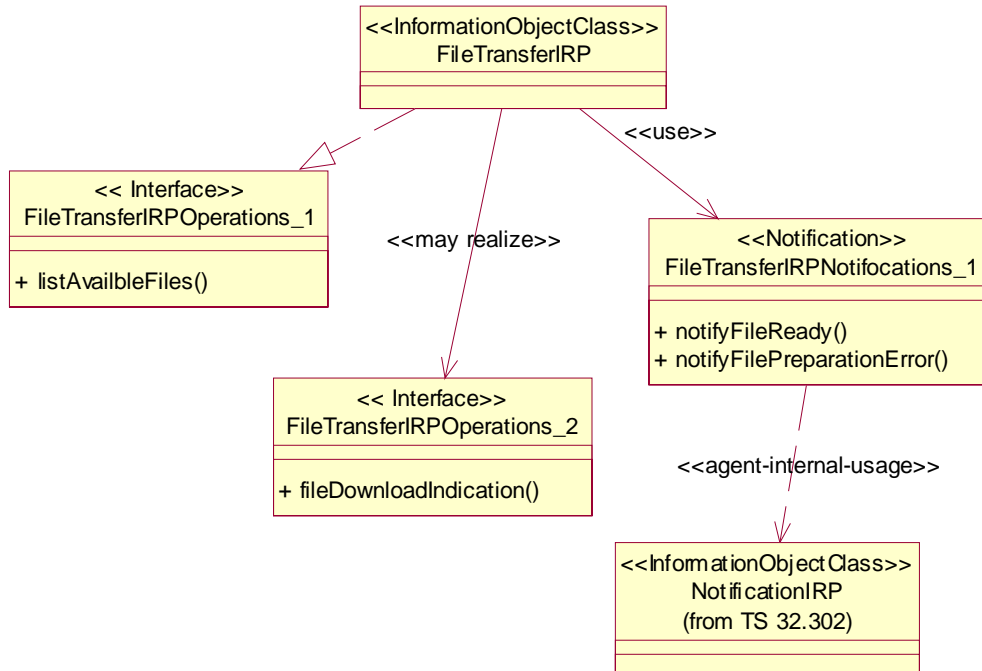 <<InformationObjectClass>>
FileTransferIRP
<<use>>
<< Interface>>
FileTransferIRPOperations_1
+ listAvailbleFiles()
<<may realize>>
<<Notification>>
FileTransferIRPNotifocations_1
+ notifyFileReady()
+ notifyFilePreparationError()
<< Interface>>
FileTransferIRPOperations_2
+ fileDownloadIndication()
<<agent-internal-usage>>
<<InformationObjectClass>>
NotificationIRP
(from TS 32.302)